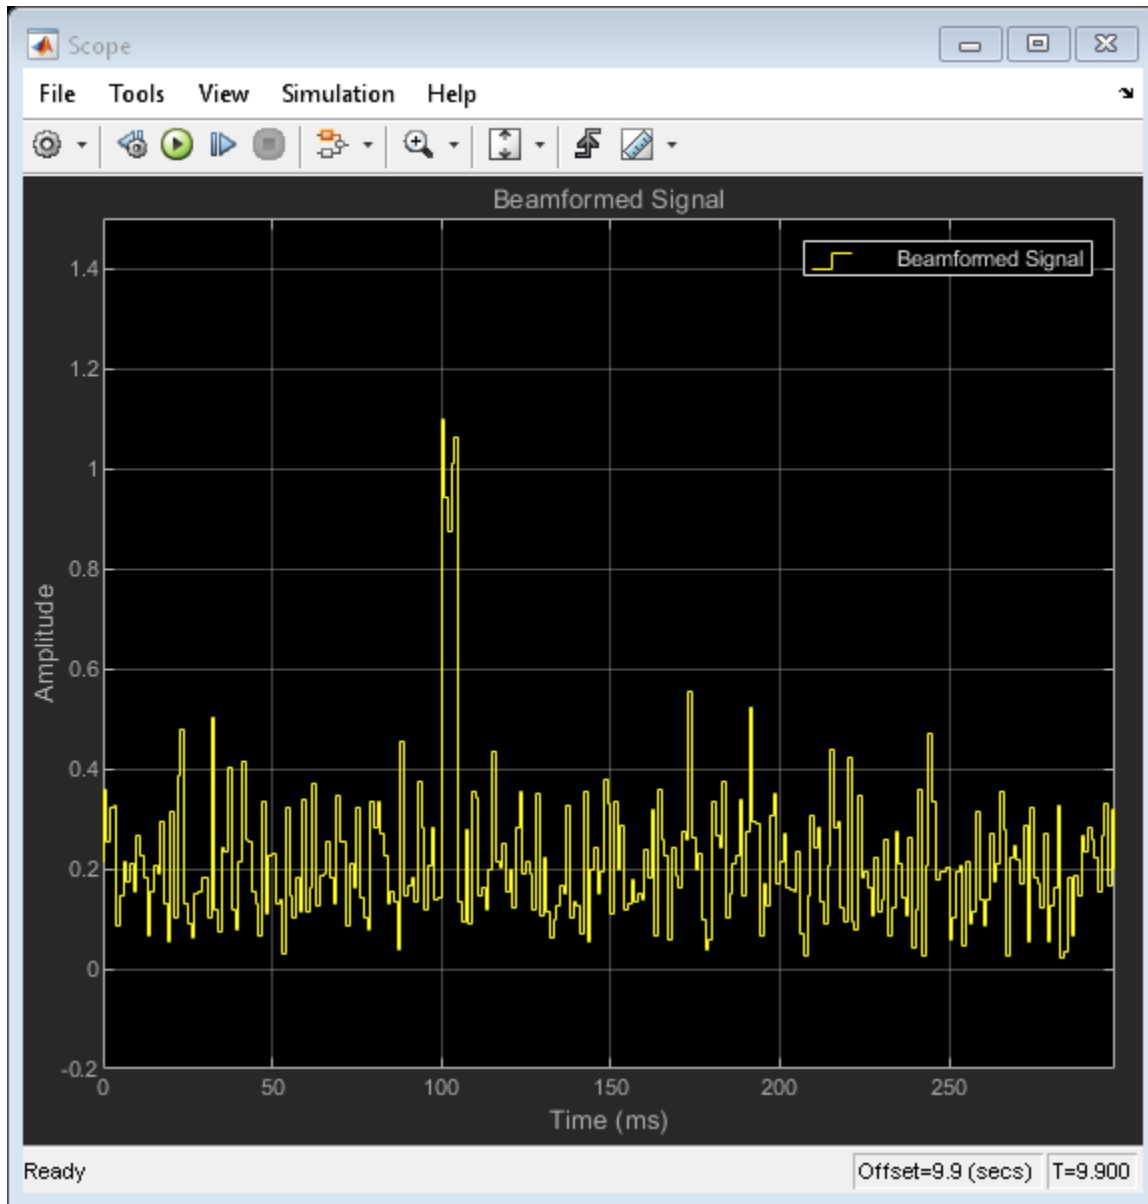 Scope
File Tools View Simulation Help
Beamformed Signal
Beamformed Signal
1.4
1.2
1
0.8
0.6
0.4
0.2
0
-0.2
Amplitude
0 50 100 150 200 250
Time (ms)
Ready Offset=9.9 (secs) T=9.900